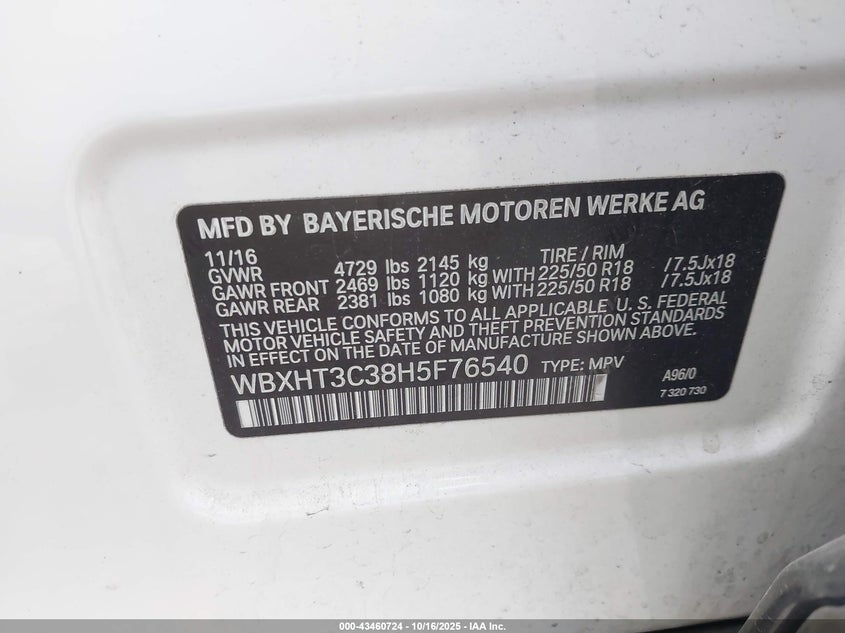 MFD BY BAYERISCHE MOTOREN WERKE AG
11/16 TIRE / RIM
GVWR 4729 lbs 2145 kg
GAWR FRONT 2469 lbs 1120 kg WITH 225/50 R18 /7.5Jx18
GAWR REAR 2381 lbs 1080 kg WITH 225/50 R18 /7.5Jx18
THIS VEHICLE CONFORMS TO ALL APPLICABLE U. S. FEDERAL
MOTOR VEHICLE SAFETY AND THEFT PREVENTION STANDARDS
IN EFFECT ON THE DATE OF MANUFACTURE SHOWN ABOVE.
WBXHT3C38H5F76540 TYPE: MPV A96/0
7 320 730
000-43460724 - 10/16/2025 - IAA Inc.